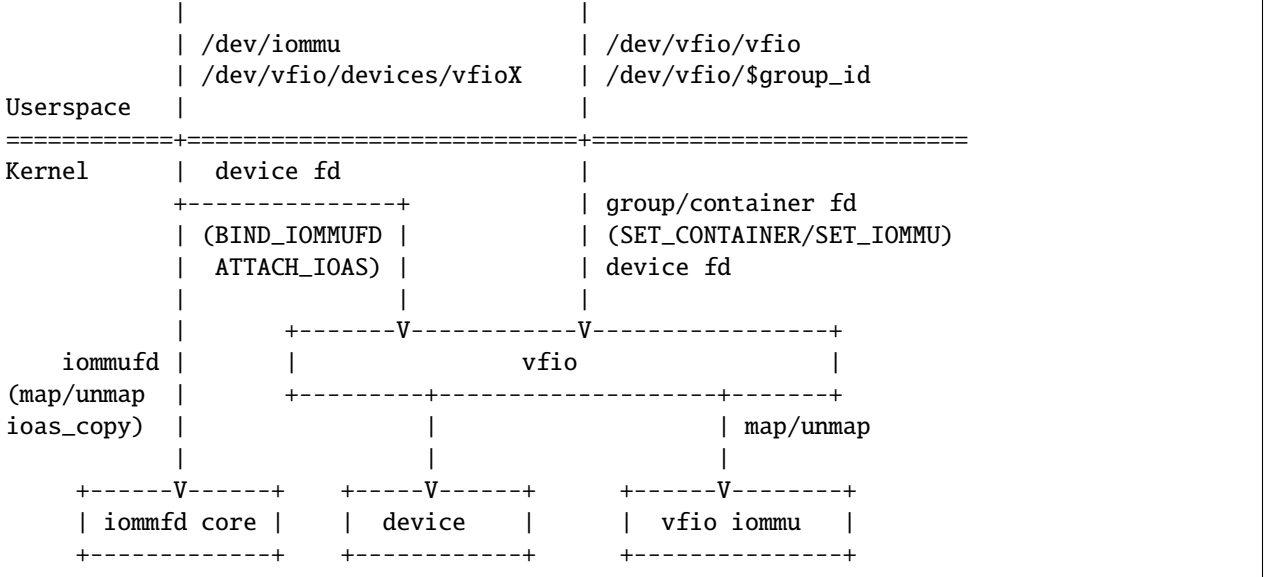 |                            |
            | /dev/iommu                 | /dev/vfio/vfio
            | /dev/vfio/devices/vfioX    | /dev/vfio/$group_id
Userspace   |                            |
============+============================+===========================
Kernel      |  device fd                 |
            +---------------+            | group/container fd
            | (BIND_IOMMUFD |            | (SET_CONTAINER/SET_IOMMU)
            |  ATTACH_IOAS) |            | device fd
            |               |            |
            |       +-------V------------V-----------------+
    iommufd |       |                vfio                  |
(map/unmap  |       +---------+--------------------+-------+
ioas_copy)  |                 |                    | map/unmap
            |                 |                    |
     +------V------+    +-----V------+      +------V--------+
     | iommfd core |    |  device    |      |  vfio iommu   |
     +-------------+    +------------+      +---------------+